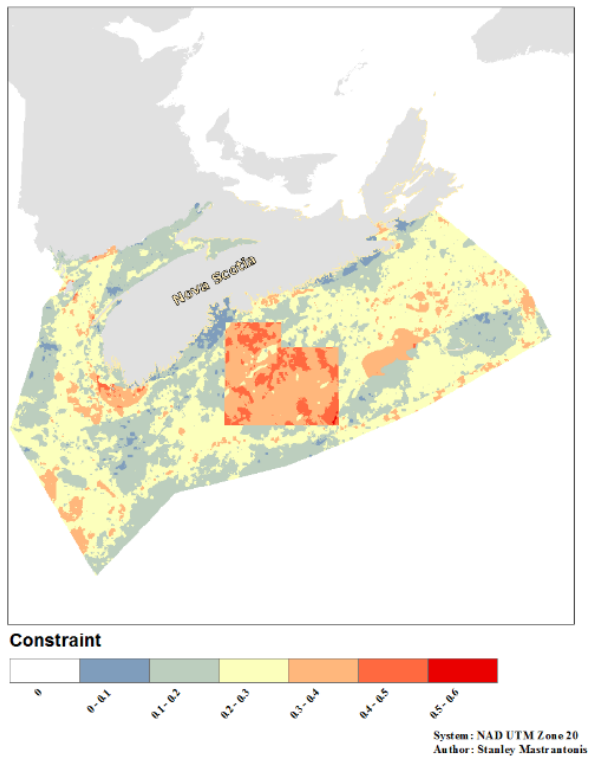 Nova Scotia
Constraint
0
0 - 0.1
0.1 - 0.2
0.2 - 0.3
0.3 - 0.4
0.4 - 0.5
0.5 - 0.6
System: NAD UTM Zone 20
Author: Stanley Mastrantonis